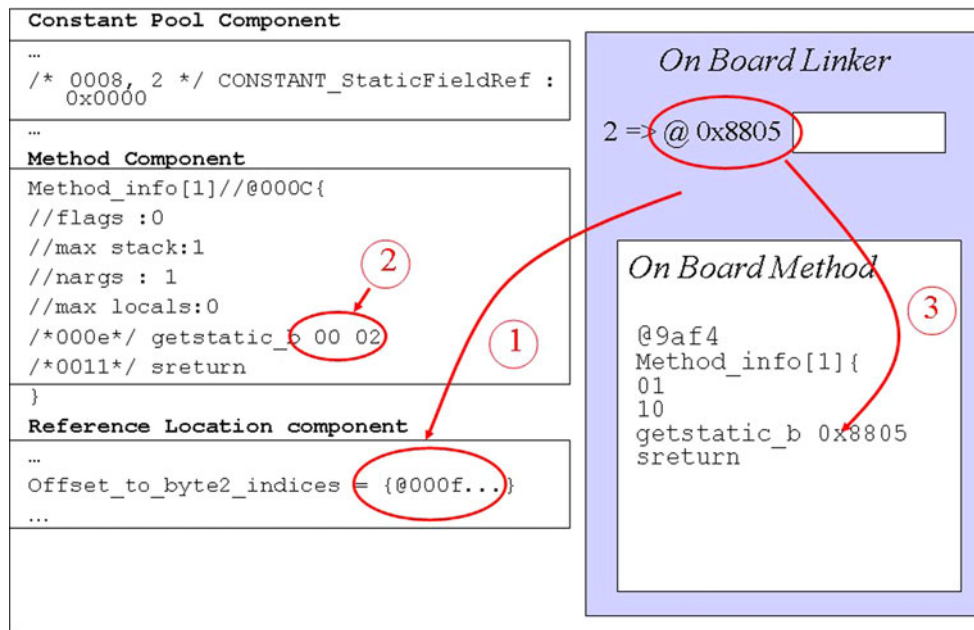 Constant Pool Component
…
/* 0008, 2 */ CONSTANT_StaticFieldRef :
0x0000
…
Method Component
Method_info[1]//@000C{
//flags :0
//max stack:1
//nargs : 1
//max locals:0
/*000e*/ getstatic_b 00 02
/*0011*/ sreturn
}
Reference Location component
…
Offset_to_byte2_indices = {@000f...}
...
2
1
On Board Linker
2 => @ 0x8805
On Board Method
3
@9af4
Method_info[1]{
01
10
getstatic_b 0x8805
sreturn